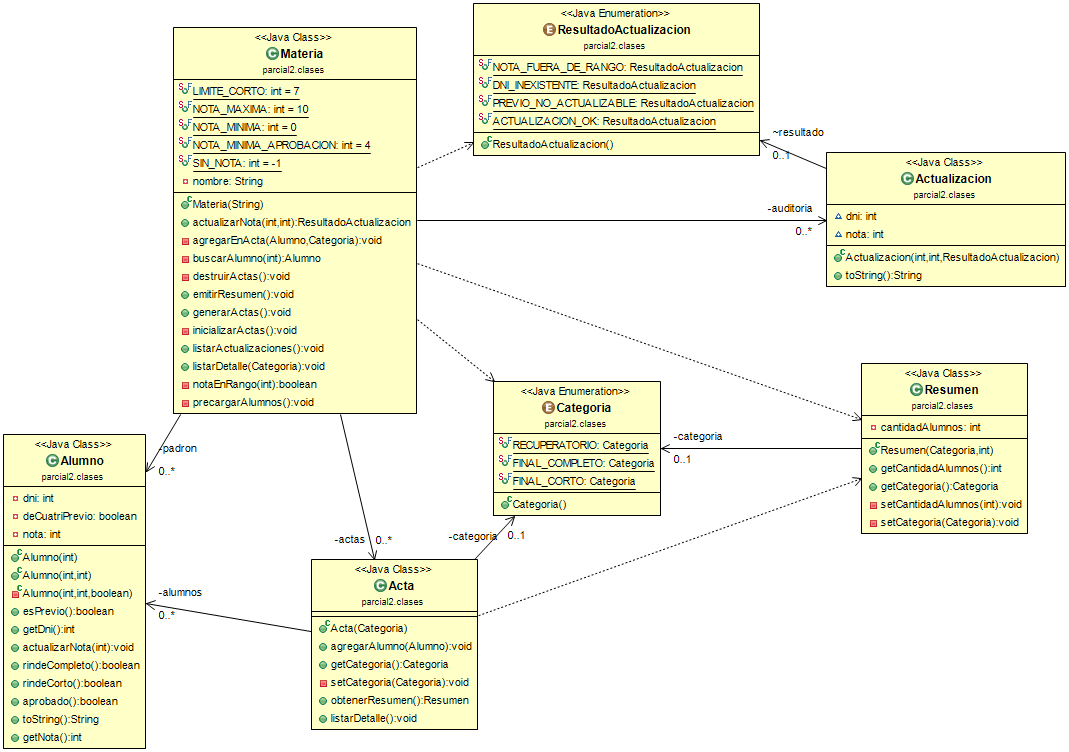 <<Java Class>>
Materia
parcial2.clases
LIMITE_CORTO: int = 7
NOTA_MAXIMA: int = 10
NOTA_MINIMA: int = 0
NOTA_MINIMA_APROBACION: int = 4
SIN_NOTA: int = -1
nombre: String
Materia(String)
actualizarNota(int,int):ResultadoActualizacion
agregarEnActa(Alumno,Categoria):void
buscarAlumno(int):Alumno
destruirActas():void
emitirResumen():void
generarActas():void
inicializarActas():void
listarActualizaciones():void
listarDetalle(Categoria):void
notaEnRango(int):boolean
precargarAlumnos():void
<<Java Enumeration>>
ResultadoActualizacion
parcial2.clases
NOTA_FUERA_DE_RANGO: ResultadoActualizacion
DNI_INEXISTENTE: ResultadoActualizacion
PREVIO_NO_ACTUALIZABLE: ResultadoActualizacion
ACTUALIZACION_OK: ResultadoActualizacion
ResultadoActualizacion()
~resultado
0..1
<<Java Class>>
Actualizacion
parcial2.clases
dni: int
nota: int
Actualizacion(int,int,ResultadoActualizacion)
toString():String
-auditoria
0..*
<<Java Enumeration>>
Categoria
parcial2.clases
RECUPERATORIO: Categoria
FINAL_COMPLETO: Categoria
FINAL_CORTO: Categoria
Categoria()
-categoria
0..1
<<Java Class>>
Resumen
parcial2.clases
cantidadAlumnos: int
Resumen(Categoria,int)
getCantidadAlumnos():int
getCategoria():Categoria
setCantidadAlumnos(int):void
setCategoria(Categoria):void
-padron
0..*
<<Java Class>>
Alumno
parcial2.clases
dni: int
deCuatriPrevio: boolean
nota: int
Alumno(int)
Alumno(int,int)
Alumno(int,int,boolean)
esPrevio():boolean
getDni():int
actualizarNota(int):void
rindeCompleto():boolean
rindeCorto():boolean
aprobado():boolean
toString():String
getNota():int
-alumnos
0..*
-actas
0..*
-categoria
0..1
<<Java Class>>
Acta
parcial2.clases
Acta(Categoria)
agregarAlumno(Alumno):void
getCategoria():Categoria
setCategoria(Categoria):void
obtenerResumen():Resumen
listarDetalle():void